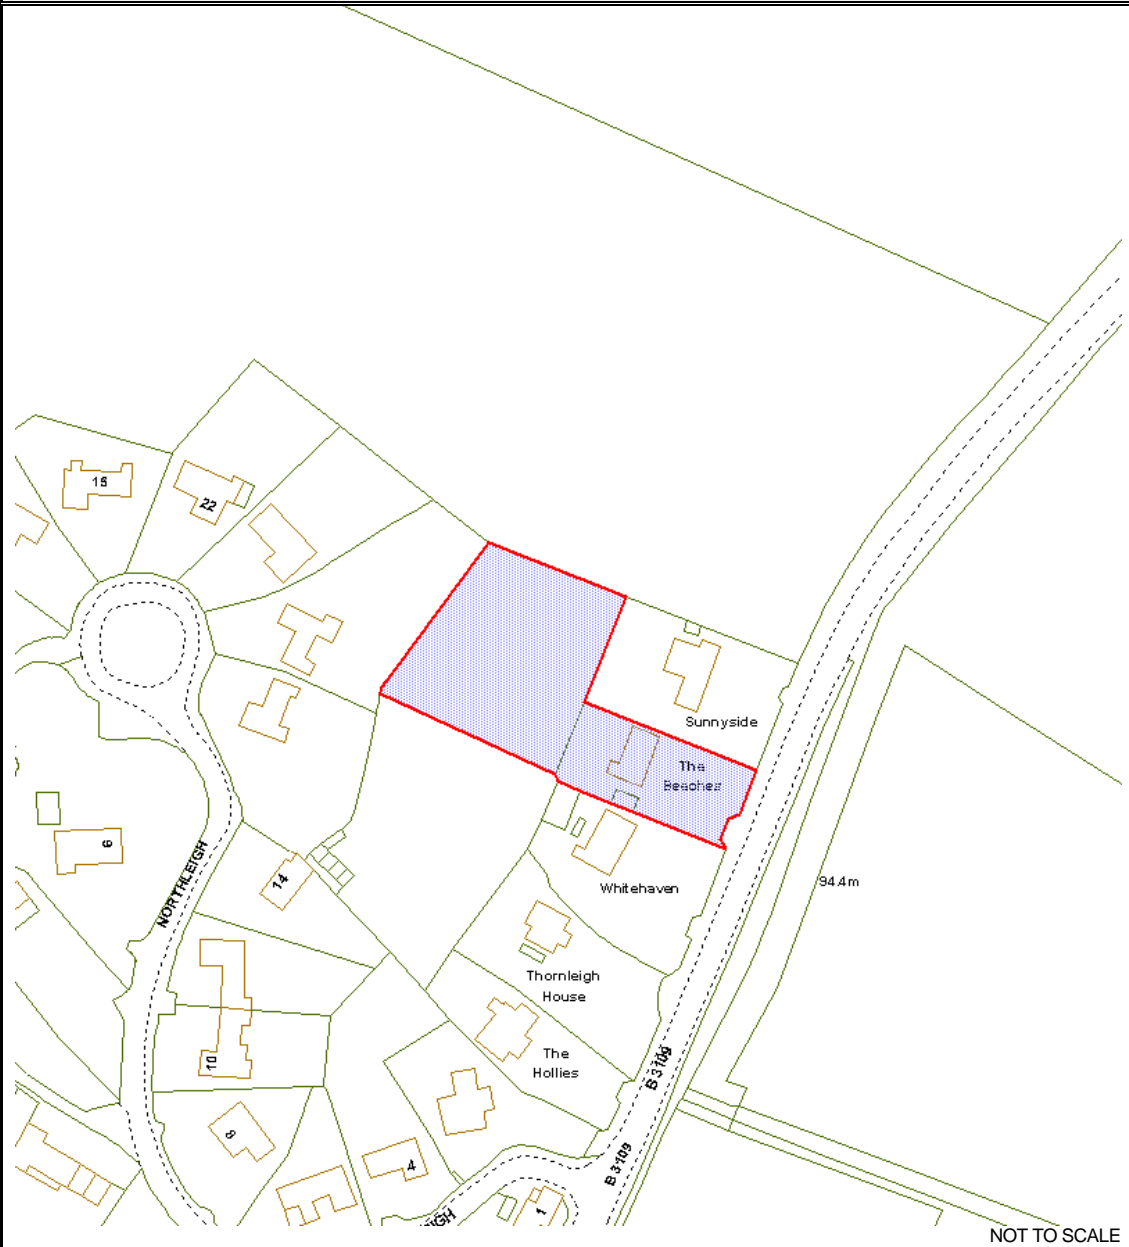 15
22
Sunnyside
The
Beaches
6
NORTHLEIGH
14
Whitehaven
94.4m
Thornleigh
House
10
The
Hollies
B 3109
8
4
B 3109
1
NOT TO SCALE